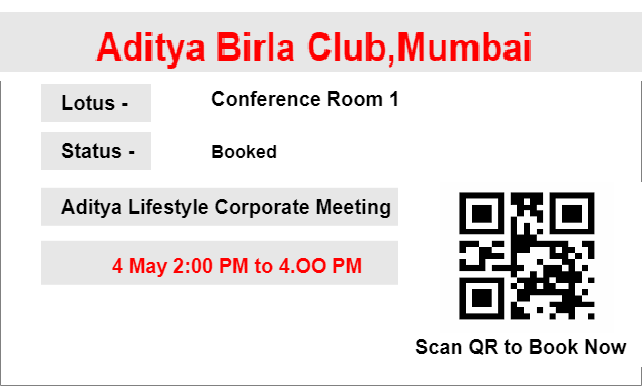 Aditya Birla Club,Mumbai
Lotus - Conference Room 1
Status - Booked
Aditya Lifestyle Corporate Meeting
4 May 2:00 PM to 4.OO PM
Scan QR to Book Now